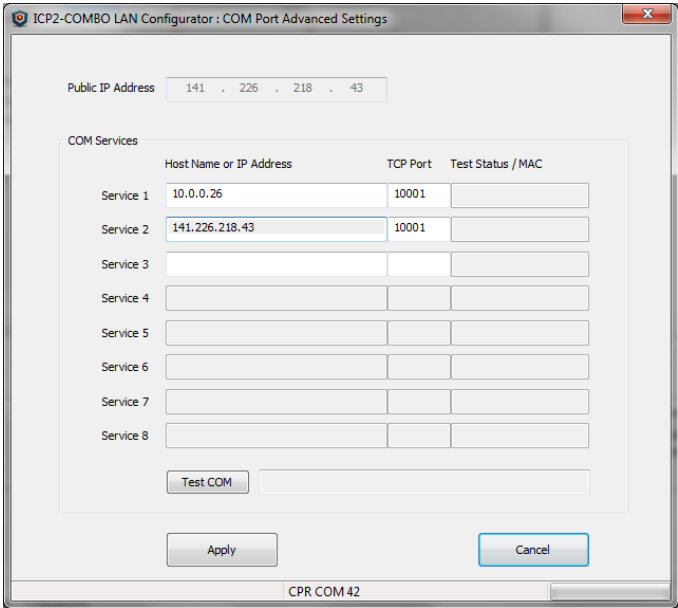 ICP2-COMBO LAN Configurator : COM Port Advanced Settings
Public IP Address 141 . 226 . 218 . 43
COM Services
Host Name or IP Address TCP Port Test Status / MAC
Service 1 10.0.0.26 10001
Service 2 141.226.218.43 10001
Service 3
Service 4
Service 5
Service 6
Service 7
Service 8
Test COM
Apply Cancel
CPR COM 42